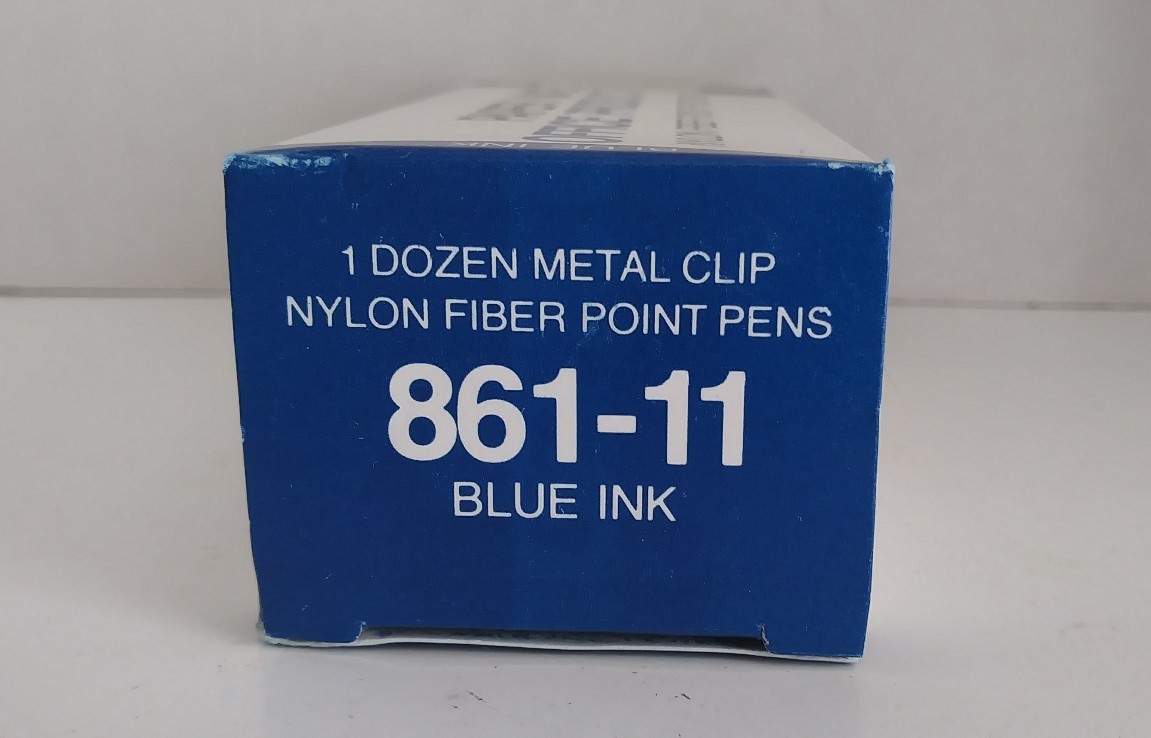 1 DOZEN METAL CLIP
NYLON FIBER POINT PENS
861-11
BLUE INK